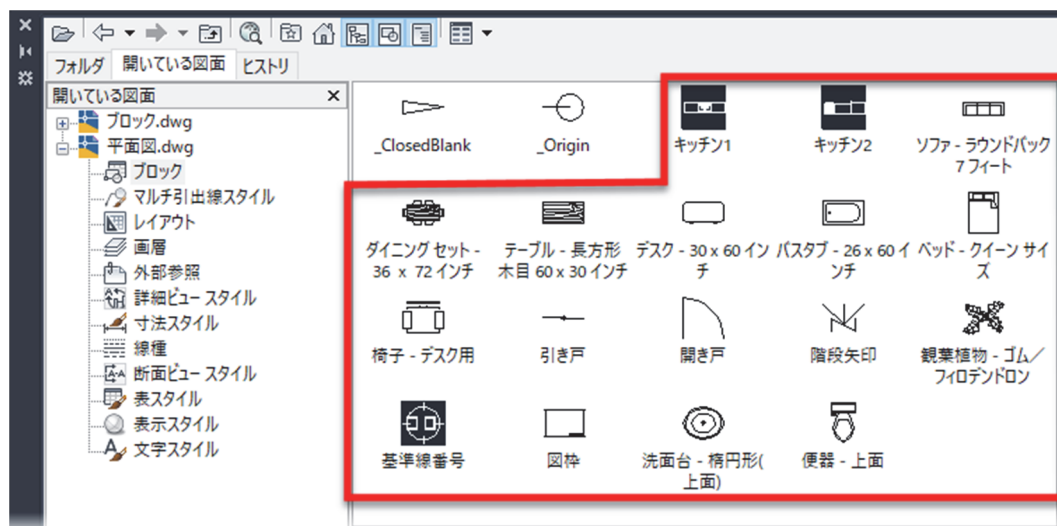 フォルダ 開いている図面 ヒストリ
開いている図面
ブロック.dwg
平面図.dwg
ブロック
マルチ引出線スタイル
レイアウト
画層
外部参照
詳細ビュー スタイル
寸法スタイル
線種
断面ビュー スタイル
表スタイル
表示スタイル
文字スタイル
_ClosedBlank
_Origin
キッチン1
キッチン2
ソファ - ラウンドバック
7 フィート
ダイニング セット -
36 x 72 インチ
テーブル - 長方形
木目 60 x 30 インチ
デスク - 30 x 60 イン
チ
バスタブ - 26 x 60 イ
ンチ
ベッド - クイーン サイ
ズ
椅子 - デスク用
引き戸
開き戸
階段矢印
観葉植物 - ゴム/
フィロデンドロン
基準線番号
図枠
洗面台 - 楕円形(
上面)
便器 - 上面